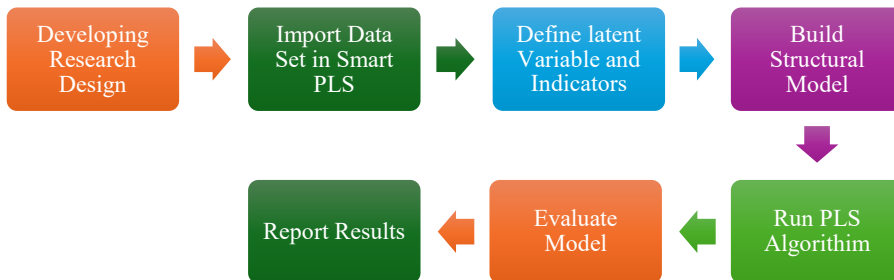 Developing
Research
Design
Import Data
Set in Smart
PLS
Define latent
Variable and
Indicators
Build
Structural
Model
Run PLS
Algorithim
Evaluate
Model
Report Results